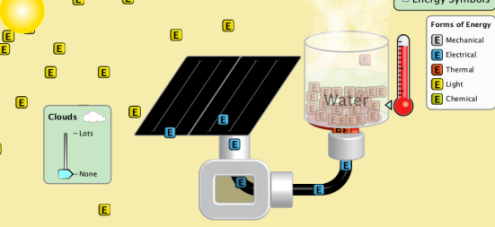 Energy Symbols
Forms of Energy
E Mechanical
E Electrical
E Thermal
E Light
E Chemical
Clouds
Lots
None
Water